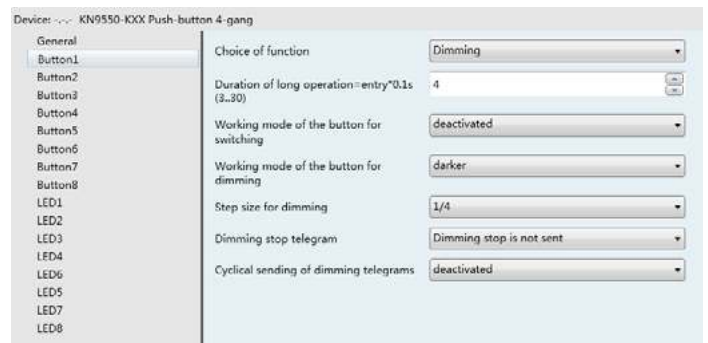 Device: -.-.- KN9550-KXX Push-button 4-gang
General
Button1
Button2
Button3
Button4
Button5
Button6
Button7
Button8
LED1
LED2
LED3
LED4
LED6
LED5
LED7
LED8
Choice of function
Dimming
Duration of long operation=entry*0.1s
(3..30)
4
Working mode of the button for
switching
deactivated
Working mode of the button for
dimming
darker
Step size for dimming
1/4
Dimming stop telegram
Dimming stop is not sent
Cyclical sending of dimming telegrams
deactivated